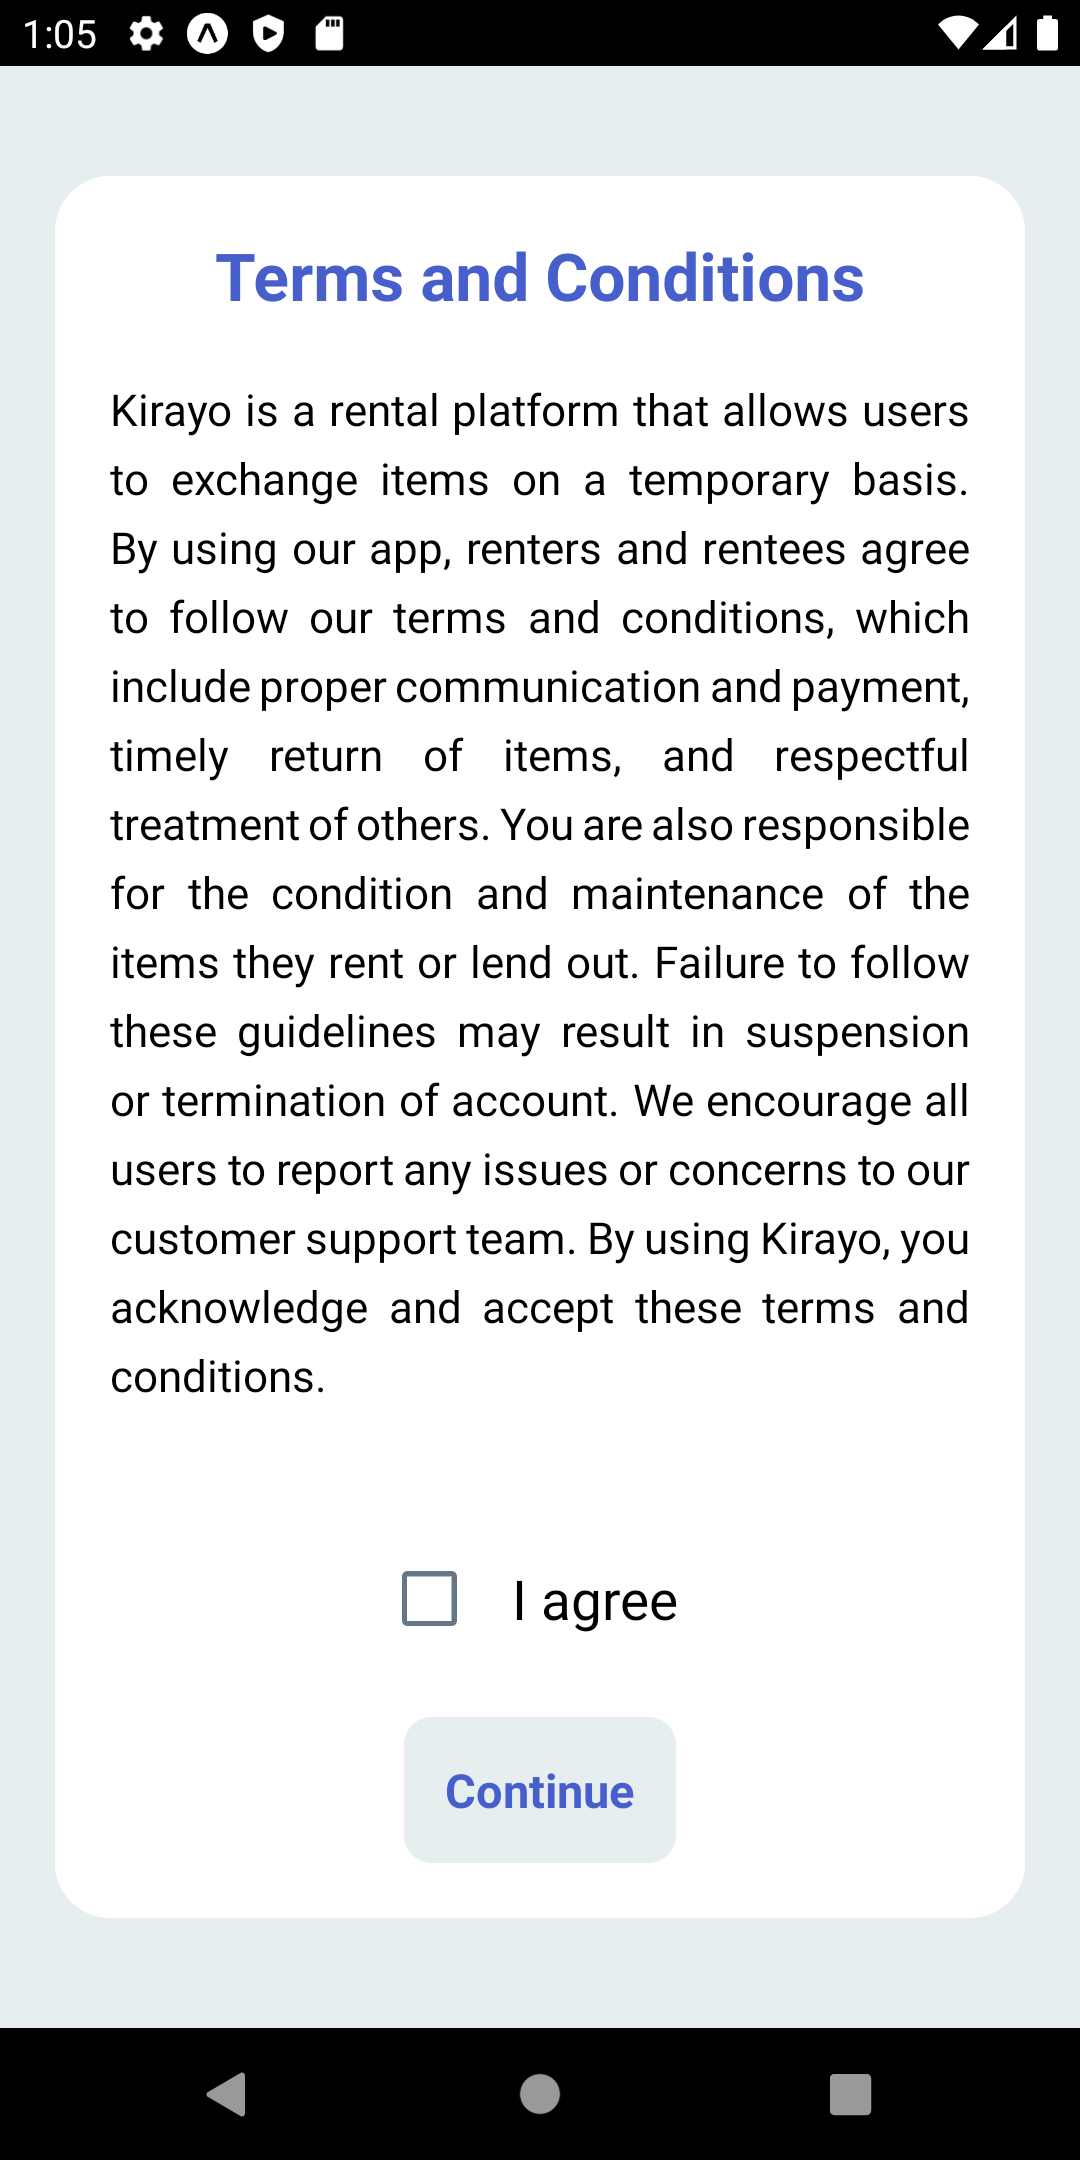 1:05
Terms and Conditions
Kirayo is a rental platform that allows users
to exchange items on a temporary basis.
By using our app, renters and rentees agree
to follow our terms and conditions, which
include proper communication and payment,
timely return of items, and respectful
treatment of others. You are also responsible
for the condition and maintenance of the
items they rent or lend out. Failure to follow
these guidelines may result in suspension
or termination of account. We encourage all
users to report any issues or concerns to our
customer support team. By using Kirayo, you
acknowledge and accept these terms and
conditions.
I agree
Continue